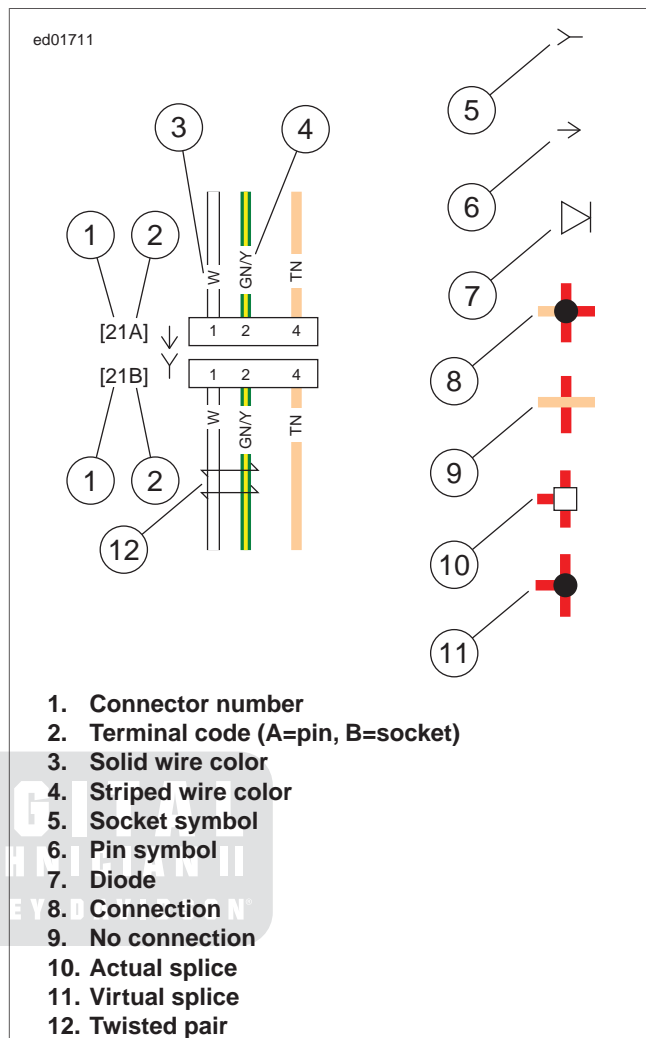 ed01711
5
3
4
6
1
2
7
W
GN/Y
TN
[21A]
1
2
4
8
[21B]
1
2
4
W
GN/Y
TN
9
1
2
12
10
11
1. Connector number
2. Terminal code (A=pin, B=socket)
3. Solid wire color
4. Striped wire color
5. Socket symbol
6. Pin symbol
7. Diode
8. Connection
9. No connection
10. Actual splice
11. Virtual splice
12. Twisted pair